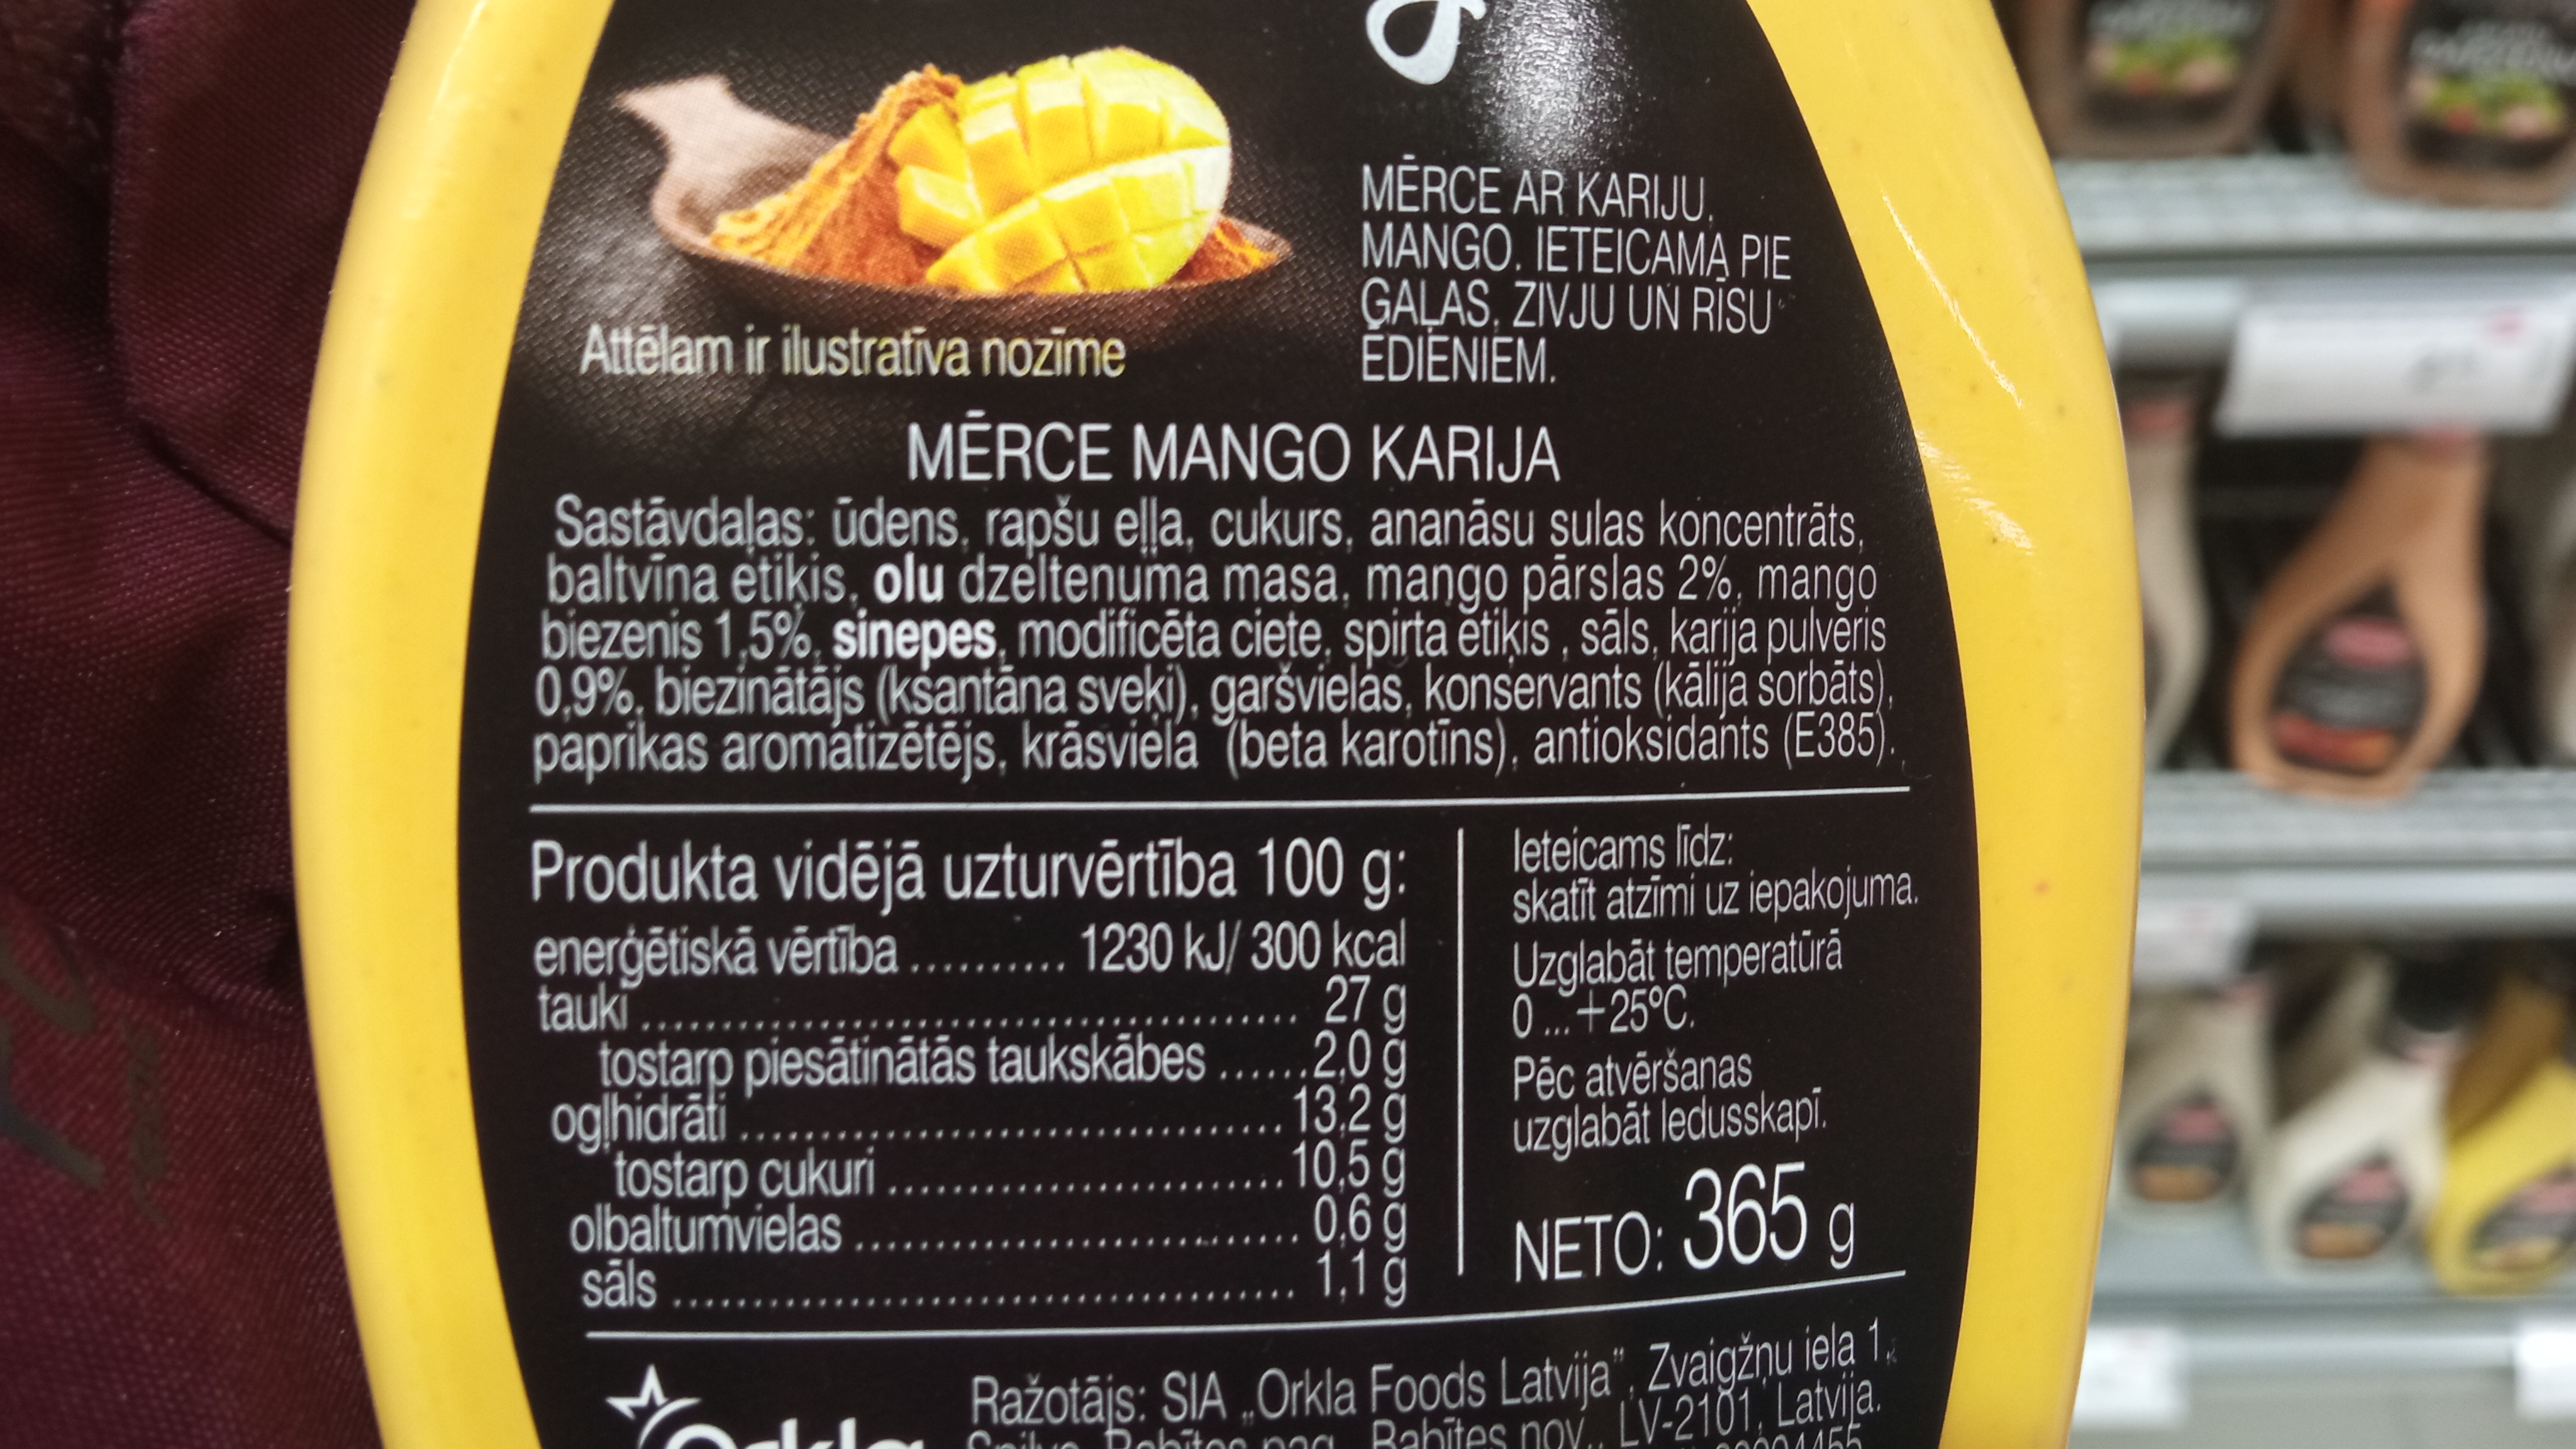 MĒRCE AR KARIJU,
MANGO. IETEICAMA PIE
GAĻAS, ZIVJU UN RĪSU
ĒDIENIEM.
Attēlam ir ilustratīva nozīme
MĒRCE MANGO KARIJA
Sastāvdaļas: ūdens, rapšu eļļa, cukurs, ananāsu sulas koncentrāts,
baltvīna etiķis, olu dzeltenuma masa, mango pārslas 2%, mango
biezenis 1,5%, sinepes, modificēta ciete, spirta etiķis , sāls, karija pulveris
0,9%, biezinātājs (ksantāna sveķi), garšvielas, konservants (kālija sorbāts),
paprikas aromatizētējs, krāsviela (beta karotīns), antioksidants (E385).
Produkta vidējā uzturvērtība 100 g:
enerģētiskā vērtība .......... 1230 kJ/ 300 kcal
tauki ........................................ 27 g
tostarp piesātinātās taukskābes ......2,0 g
ogļhidrāti .................................. 13,2 g
tostarp cukuri ........................ 10,5 g
olbaltumvielas ........................... 0,6 g
sāls ...................................... 1,1 g
Ieteicams līdz:
skatīt atzīmi uz iepakojuma.
Uzglabāt temperatūrā
0 ...+25°C.
Pēc atvēršanas
uzglabāt ledusskapī.
NETO: 365 g
Orkla
Ražotājs: SIA „Orkla Foods Latvija", Zvaigžņu iela 1,
Babītes pag., Babītes nov., LV-2101, Latvija.